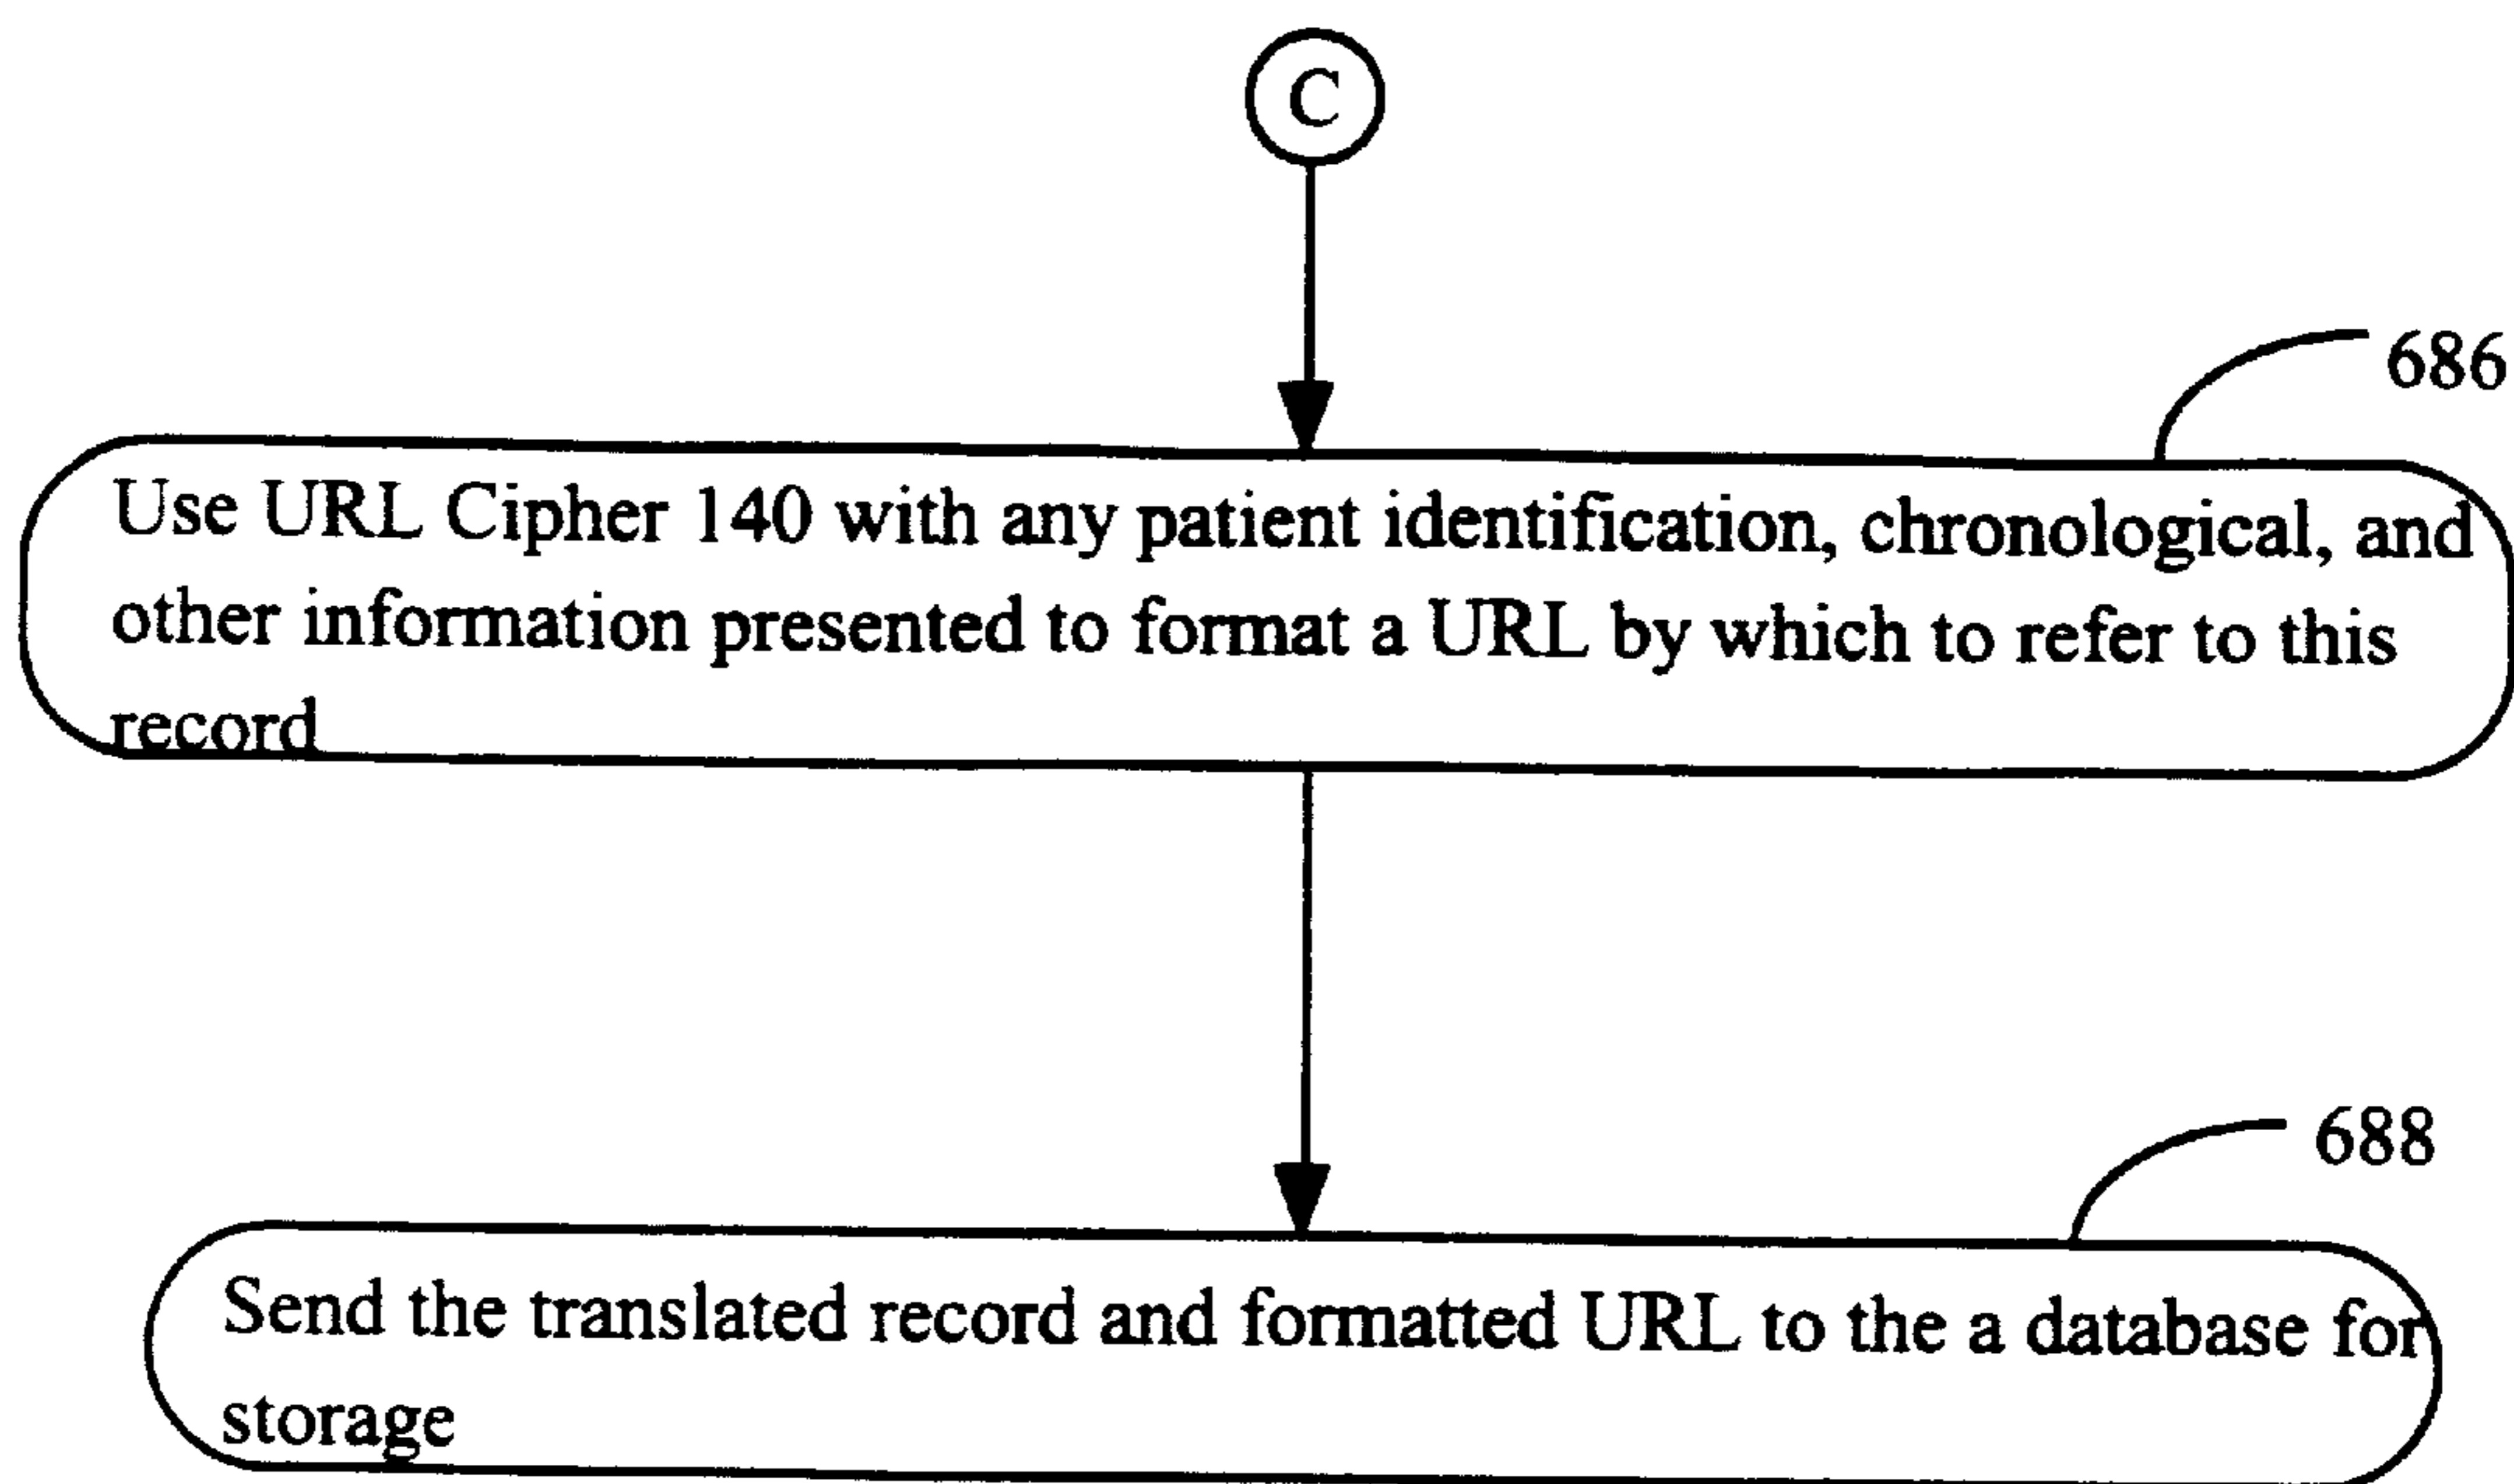 C
686
Use URL Cipher 140 with any patient identification, chronological, and
other information presented to format a URL by which to refer to this
record
688
Send the translated record and formatted URL to the a database for
storage